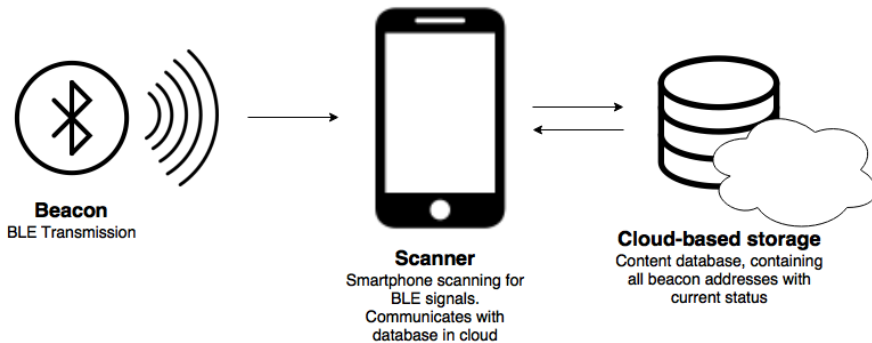 Beacon
BLE Transmission
Scanner
Smartphone scanning for
BLE signals.
Communicates with
database in cloud
Cloud-based storage
Content database, containing
all beacon addresses with
current status